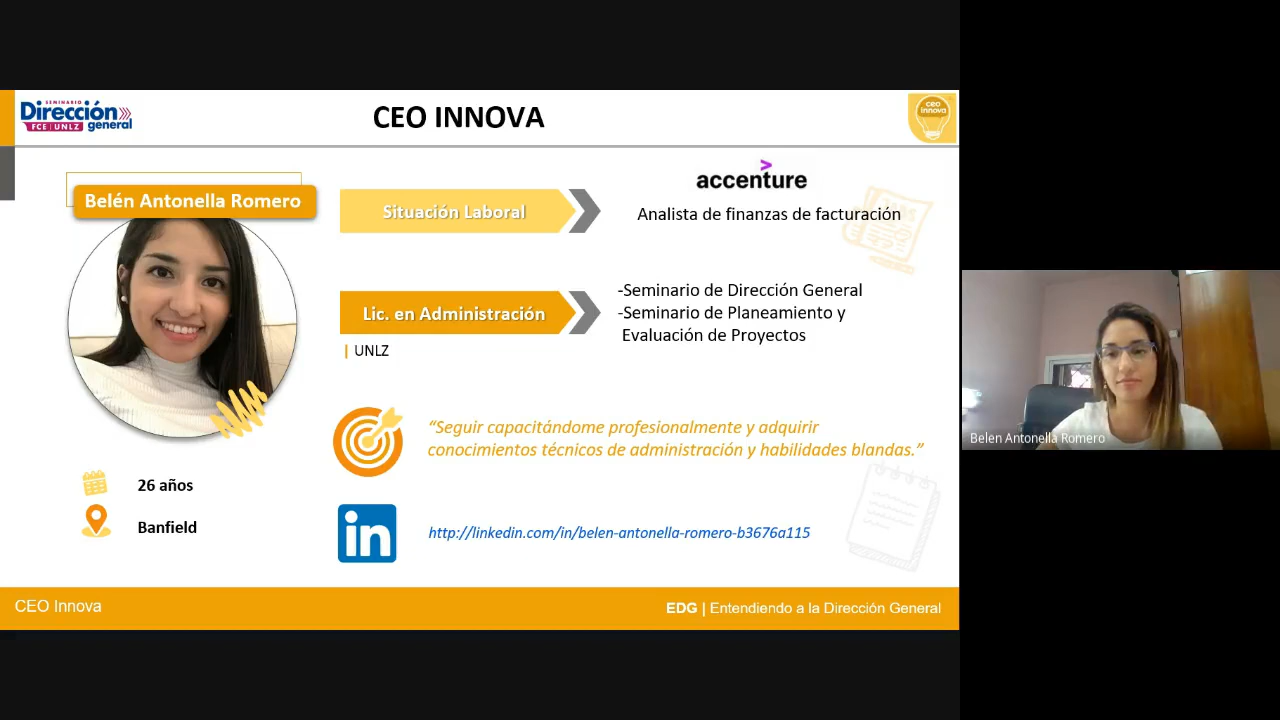 SEMINARIO
Dirección
FCE | UNLZ general
CEO INNOVA
ceo
innova
Belén Antonella Romero
Situación Laboral
accenture
Analista de finanzas de facturación
Lic. en Administración
| UNLZ
-Seminario de Dirección General
-Seminario de Planeamiento y
Evaluación de Proyectos
“Seguir capacitándome profesionalmente y adquirir
conocimientos técnicos de administración y habilidades blandas.”
26 años
Banfield
in
http://linkedin.com/in/belen-antonella-romero-b3676a115
CEO Innova
EDG | Entendiendo a la Dirección General
Belen Antonella Romero